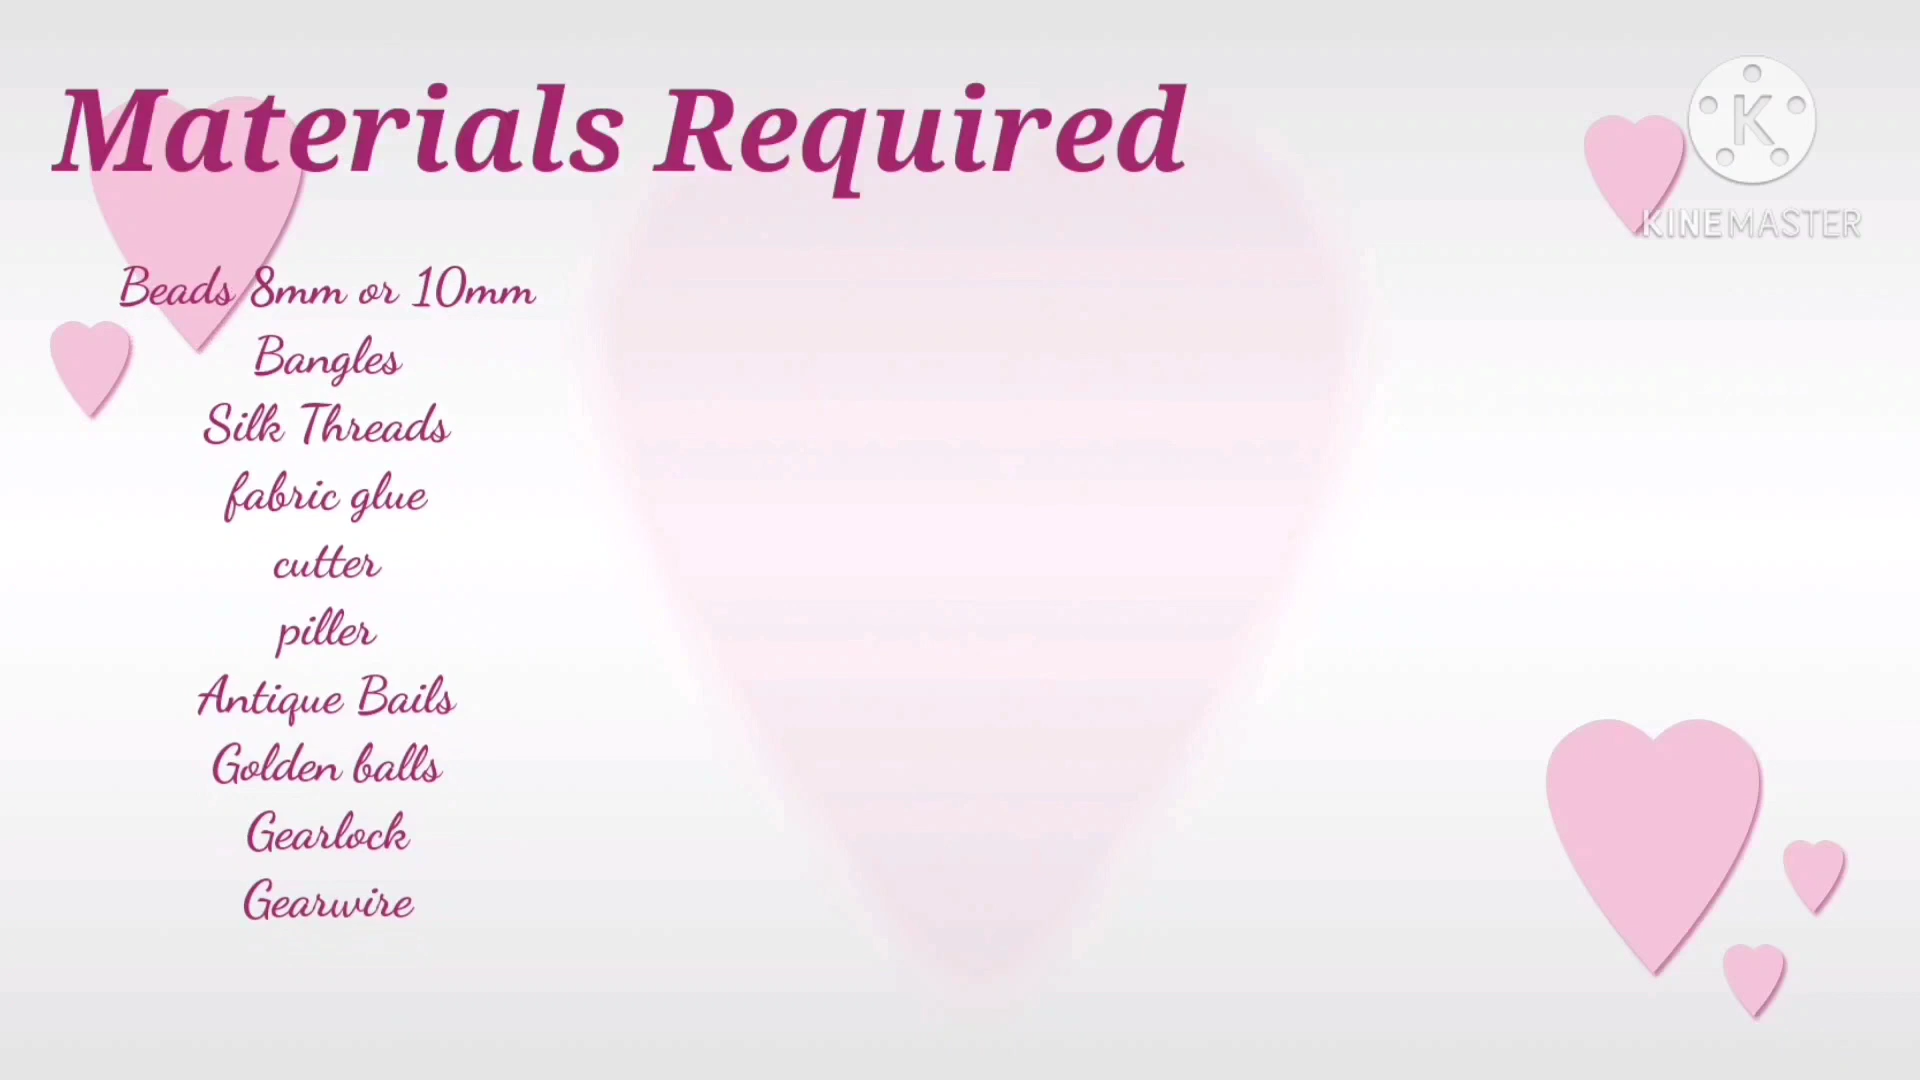 Materials Required
K
KINEMASTER
Beads 8mm or 10mm
Bangles
Silk Threads
fabric glue
cutter
piller
Antique Bails
Golden balls
Gearlock
Gearwire